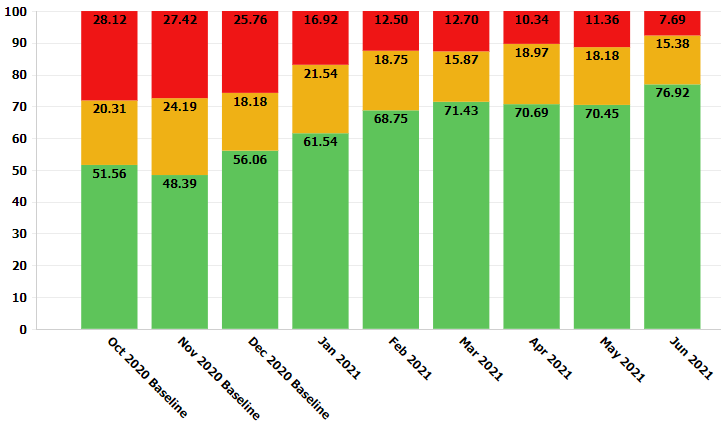 100
90
80
70
60
50
40
30
20
10
0
28.12 27.42 25.76 16.92 12.50 12.70 10.34 11.36 7.69
20.31 24.19 18.18 21.54 18.75 15.87 18.97 18.18 15.38
51.56 48.39 56.06 61.54 68.75 71.43 70.69 70.45 76.92
Oct 2020 Baseline
Nov 2020 Baseline
Dec 2020 Baseline
Jan 2021
Feb 2021
Mar 2021
Apr 2021
May 2021
Jun 2021